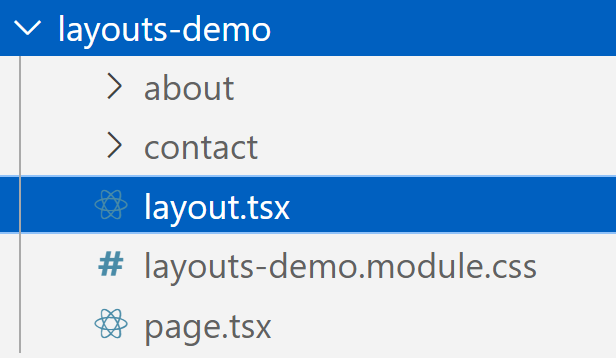 layouts-demo
about
contact
layout.tsx
# layouts-demo.module.css
page.tsx